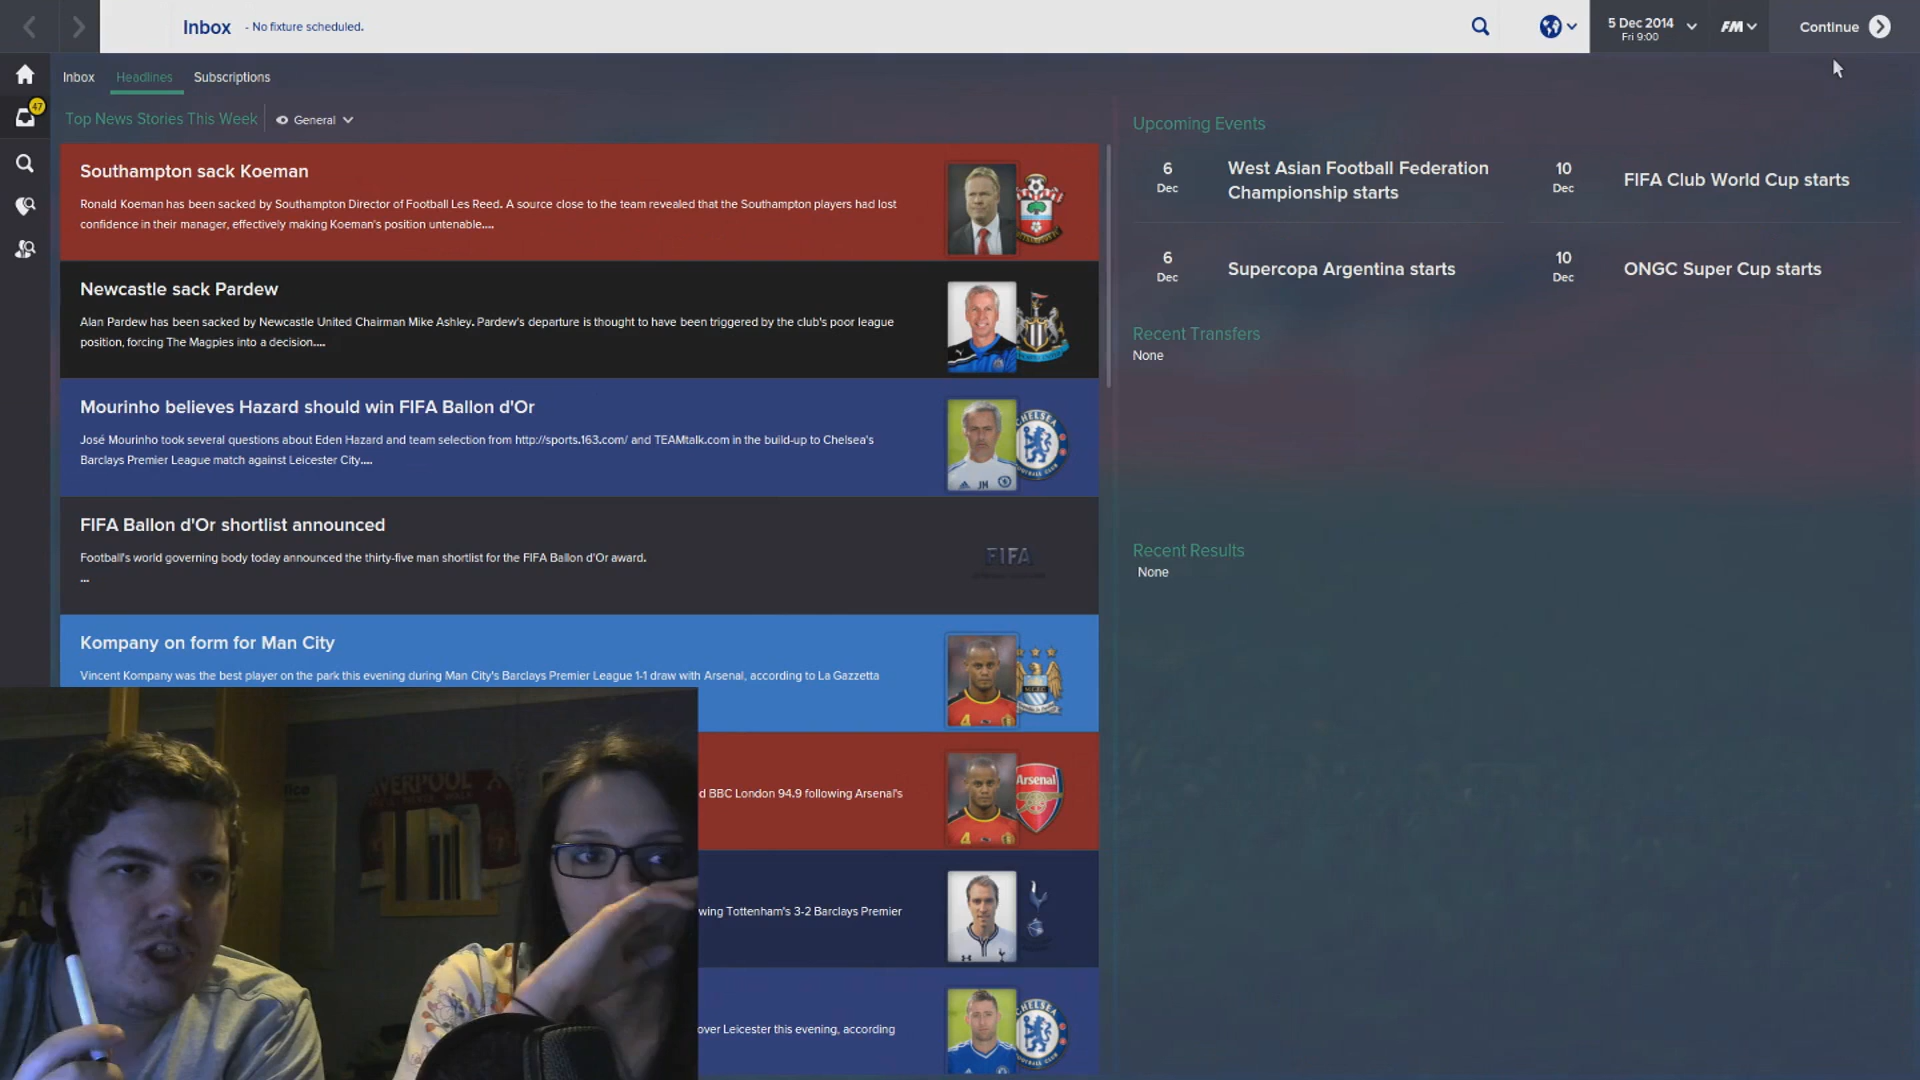 Inbox - No fixture scheduled.
5 Dec 2014
Fri 9:00
FM
Continue
Inbox Headlines Subscriptions
47
Top News Stories This Week General
Southampton sack Koeman
Ronald Koeman has been sacked by Southampton Director of Football Les Reed. A source close to the team revealed that the Southampton players had lost
confidence in their manager, effectively making Koeman's position untenable....
Newcastle sack Pardew
Alan Pardew has been sacked by Newcastle United Chairman Mike Ashley. Pardew's departure is thought to have been triggered by the club's poor league
position, forcing The Magpies into a decision....
Mourinho believes Hazard should win FIFA Ballon d'Or
José Mourinho took several questions about Eden Hazard and team selection from http://sports.163.com/ and TEAMtalk.com in the build-up to Chelsea's
Barclays Premier League match against Leicester City....
FIFA Ballon d'Or shortlist announced
Football's world governing body today announced the thirty-five man shortlist for the FIFA Ballon d'Or award.
...
FIFA
Kompany on form for Man City
Vincent Kompany was the best player on the park this evening during Man City's Barclays Premier League 1-1 draw with Arsenal, according to La Gazzetta
d BBC London 94.9 following Arsenal's
Arsenal
wing Tottenham's 3-2 Barclays Premier
over Leicester this evening, according
LIVERPOOL
Upcoming Events
6
Dec
West Asian Football Federation
Championship starts
10
Dec
FIFA Club World Cup starts
6
Dec
Supercopa Argentina starts
10
Dec
ONGC Super Cup starts
Recent Transfers
None
Recent Results
None